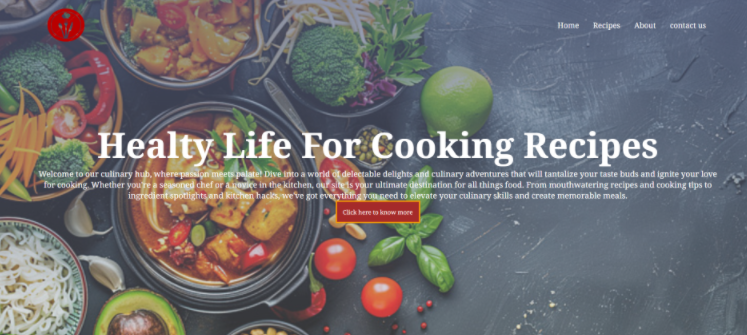 Home Recipes About contact us
Healty Life For Cooking Recipes
Welcome to our culinary hub, where passion meets palate! Dive into a world of delectable delights and culinary adventures that will tantalize your taste buds and ignite your love
for cooking. Whether you're a seasoned chef or a novice in the kitchen, our site is your ultimate destination for all things food. From mouthwatering recipes and cooking tips to
ingredient spotlights and kitchen hacks, we've got everything you need to elevate your culinary skills and create memorable meals.
Click here to know more